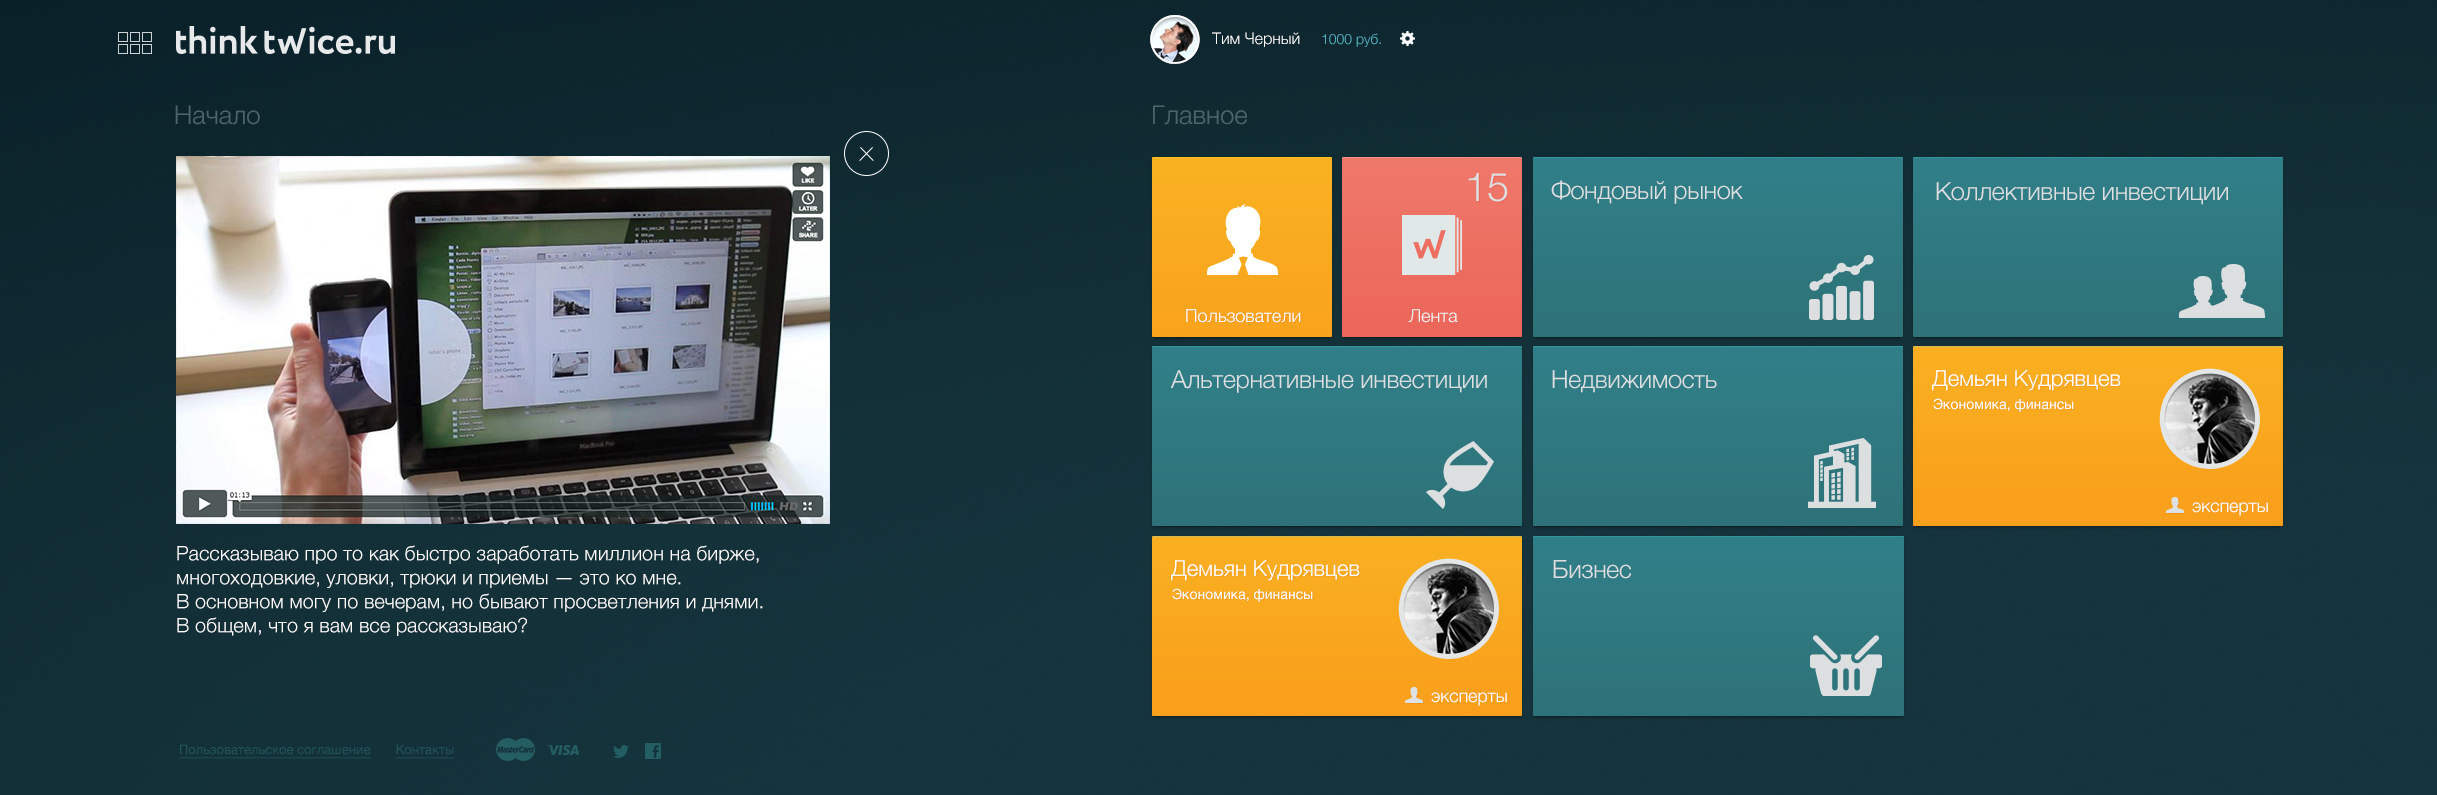 thinktwice.ru
Тим Черный
1000 руб.
Начало
LIKE
LATER
SHARE
MacBook Pro
01:13
HD
Рассказываю про то как быстро заработать миллион на бирже,
многоходовкие, уловки, трюки и приемы — это ко мне.
В основном могу по вечерам, но бывают просветления и днями.
В общем, что я вам все рассказываю?
Пользовательское соглашение
Контакты
MasterCard
VISA
Главное
Пользователи
15
W
Лента
Фондовый рынок
Коллективные инвестиции
Альтернативные инвестиции
Недвижимость
Демьян Кудрявцев
Экономика, финансы
эксперты
Демьян Кудрявцев
Экономика, финансы
эксперты
Бизнес